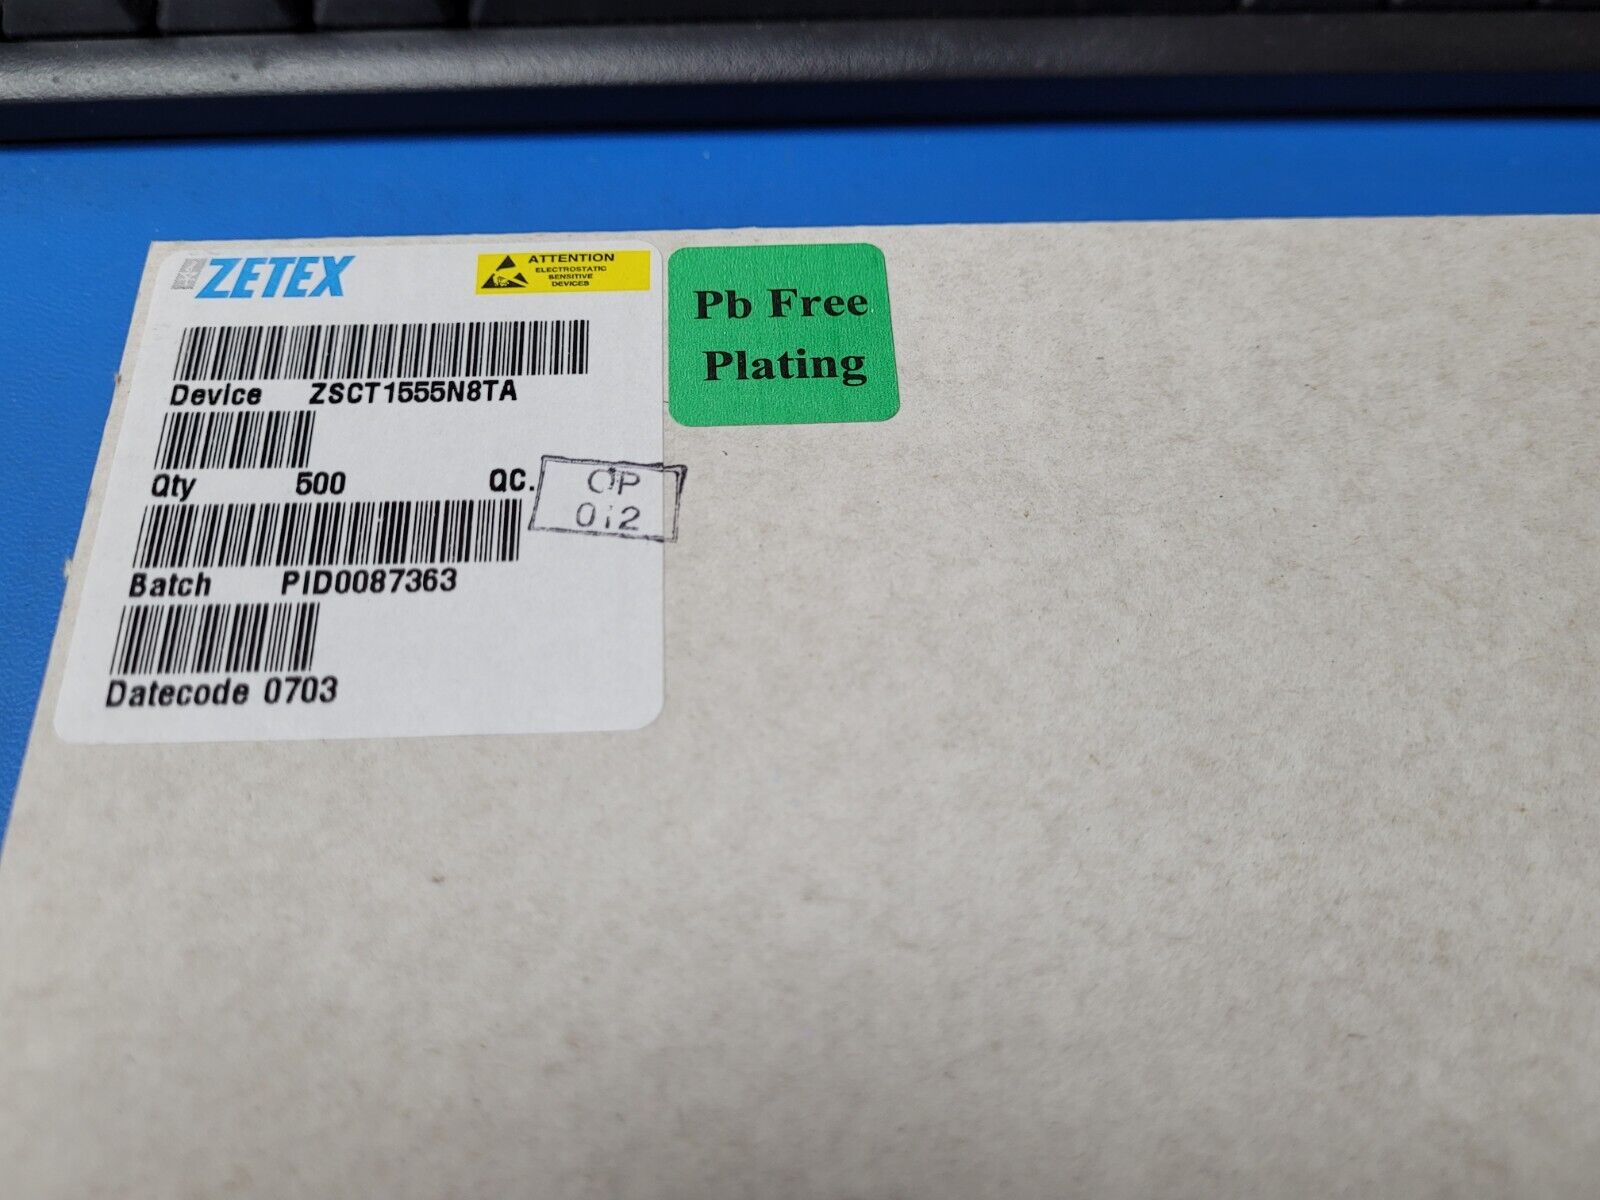 ZETEX
ATTENTION
ELECTROSTATIC
SENSITIVE
DEVICES
Pb Free
Plating
Device ZSCT1555N8TA
Qty 500 QC.
OP
012
Batch PID0087363
Datecode 0703